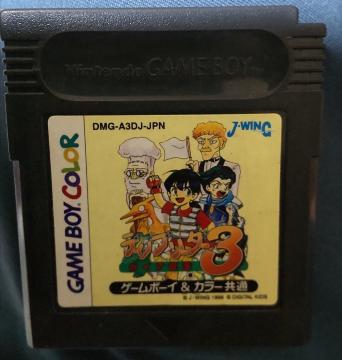 Nintendo GAME BOY
DMG-A3DJ-JPN
J-WING
GAME BOY COLOR
3
ゲームボーイ & カラー 共通
© J-WING 1999 © DIGITAL KIDS